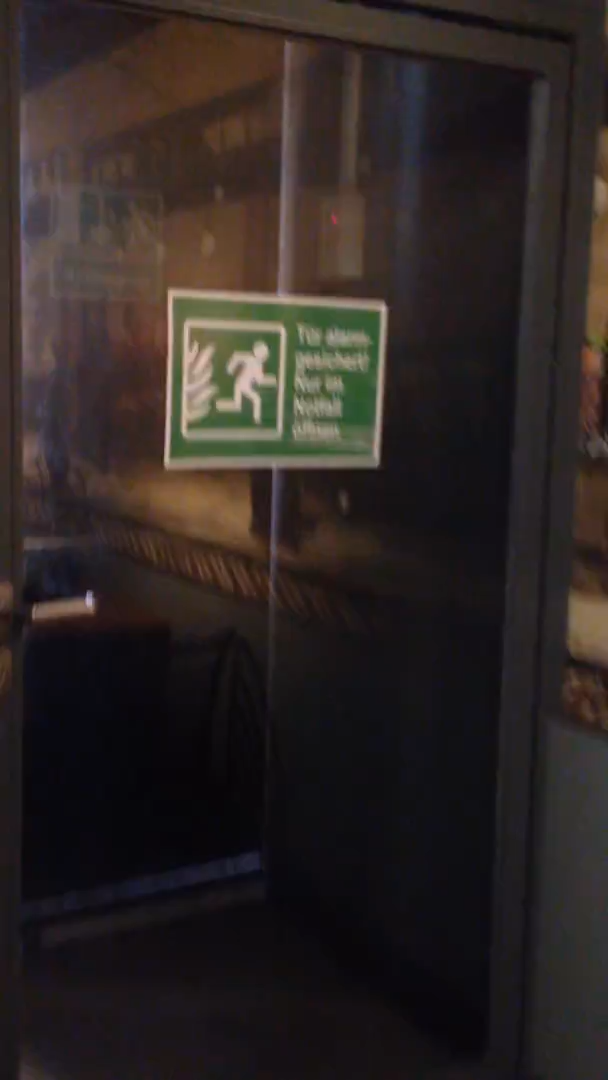 Tür alarm-
gesichert!
Nur im
Notfall
öffnen.